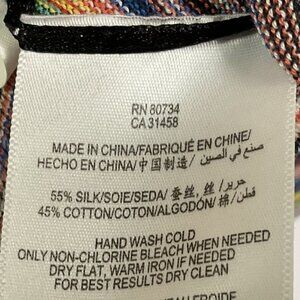 RN 80734
CA 31458
MADE IN CHINA/FABRIQUÉ EN CHINE/
HECHO EN CHINA/中国制造/ صنع في الصين
55% SILK/SOIE/SEDA/ 蚕丝, 丝 / حرير
45% COTTON/COTON/ALGODÓN/ 棉/ قطن
HAND WASH COLD
ONLY NON-CHLORINE BLEACH WHEN NEEDED
DRY FLAT, WARM IRON IF NEEDED
FOR BEST RESULTS DRY CLEAN
EAU FROIDE